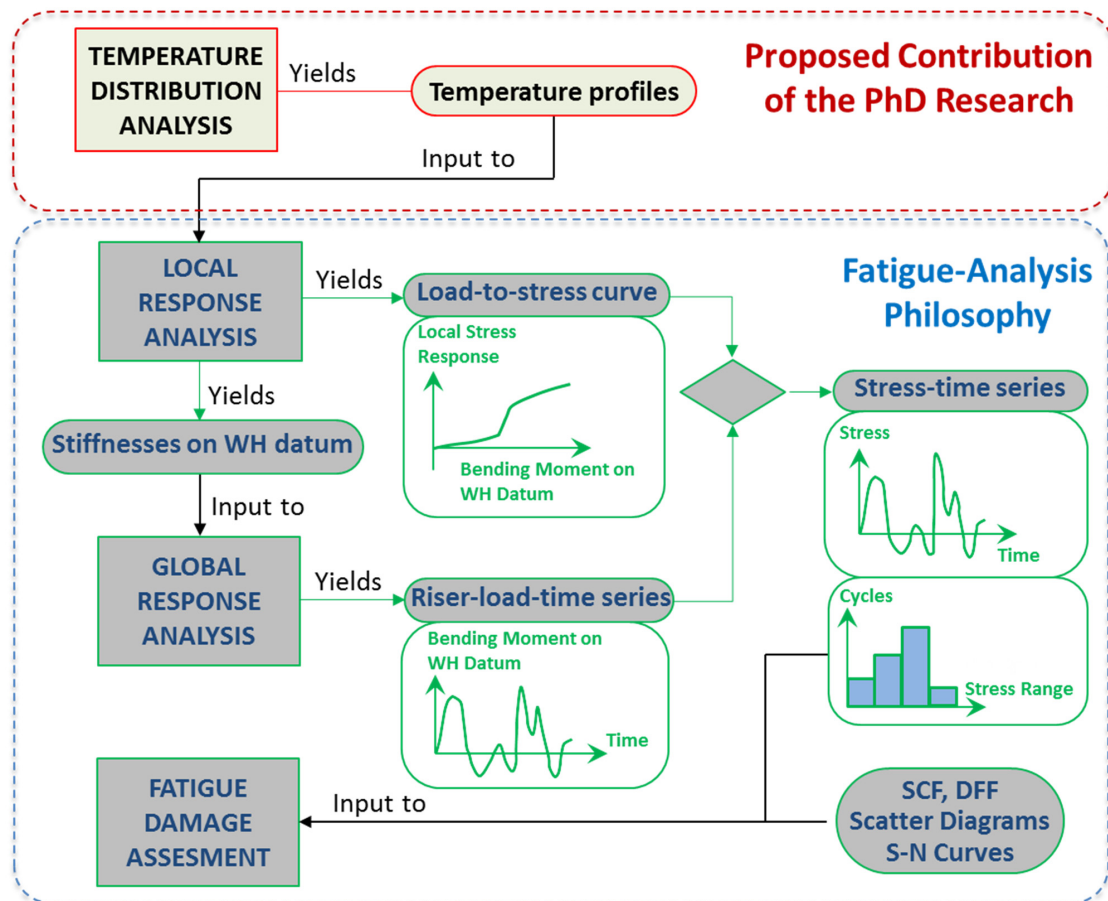 TEMPERATURE
DISTRIBUTION
ANALYSIS
Yields
Temperature profiles
Proposed Contribution
of the PhD Research
Input to
LOCAL
RESPONSE
ANALYSIS
Yields
Load-to-stress curve
Local Stress
Response
Bending Moment on
WH Datum
Fatigue-Analysis
Philosophy
Yields
Stiffnesses on WH datum
Input to
Stress-time series
Stress
Time
Cycles
Stress Range
GLOBAL
RESPONSE
ANALYSIS
Yields
Riser-load-time series
Bending Moment on
WH Datum
Time
FATIGUE
DAMAGE
ASSESMENT
Input to
SCF, DFF
Scatter Diagrams
S-N Curves